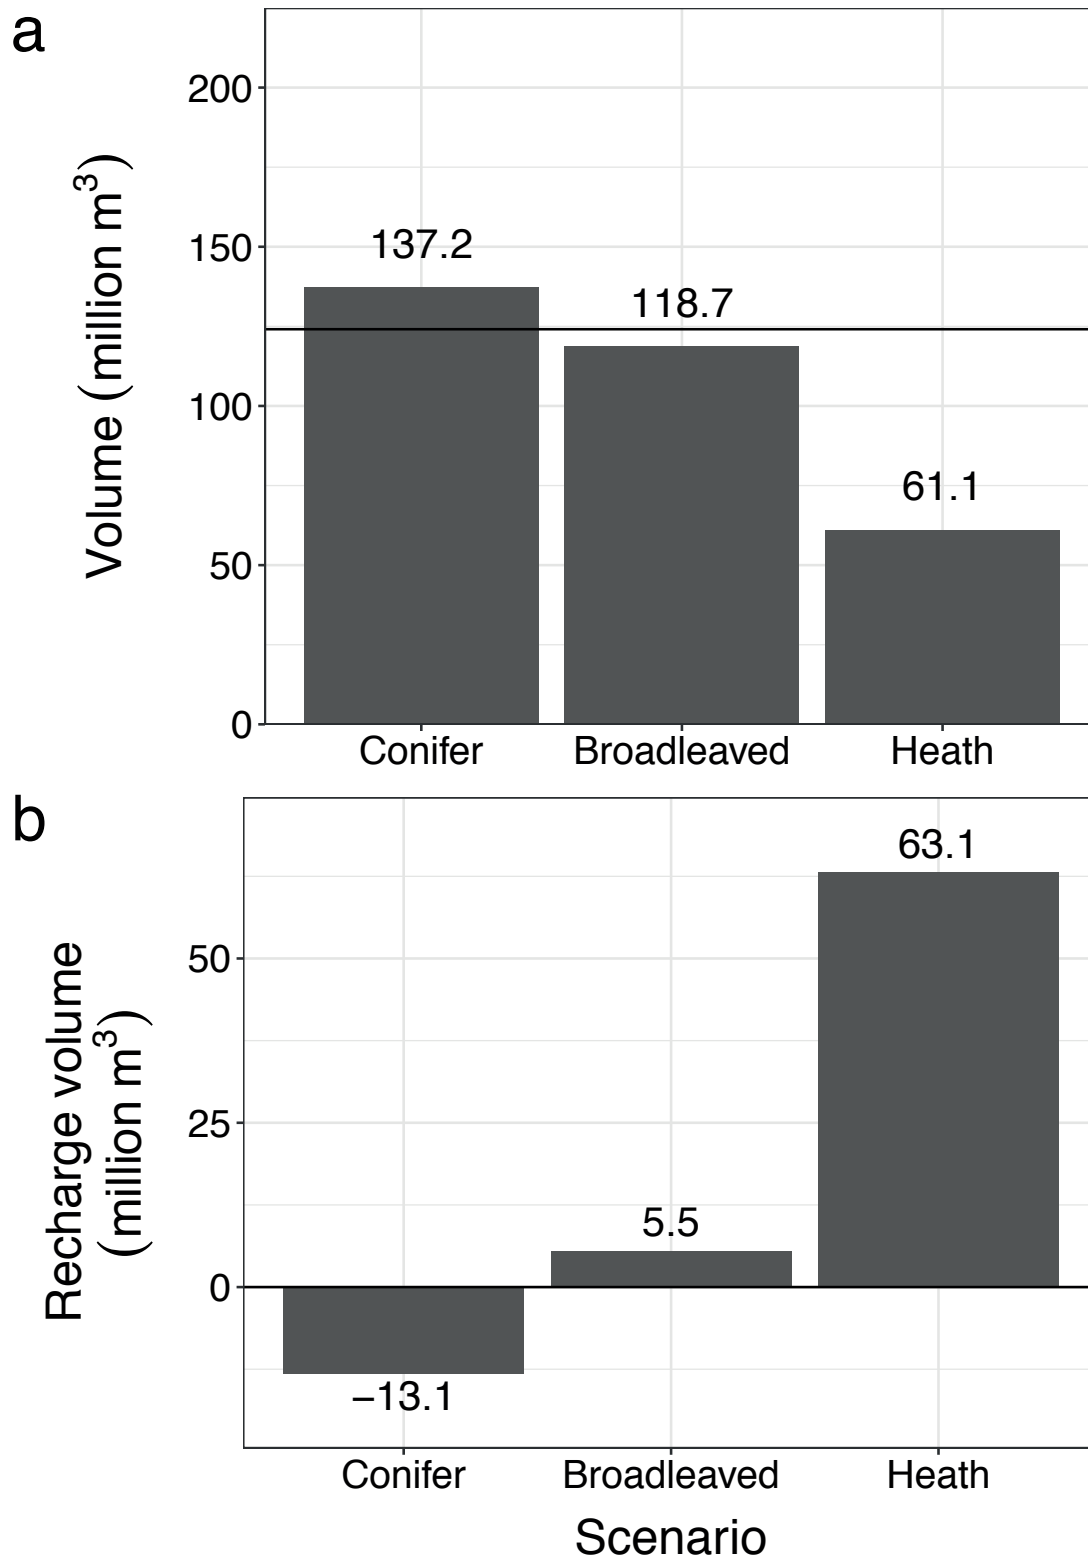 a
Volume (million m³)
200
150
100
50
0
137.2
118.7
61.1
Conifer Broadleaved Heath
b
Recharge volume
(million m³)
50
25
0
63.1
5.5
−13.1
Conifer Broadleaved Heath
Scenario